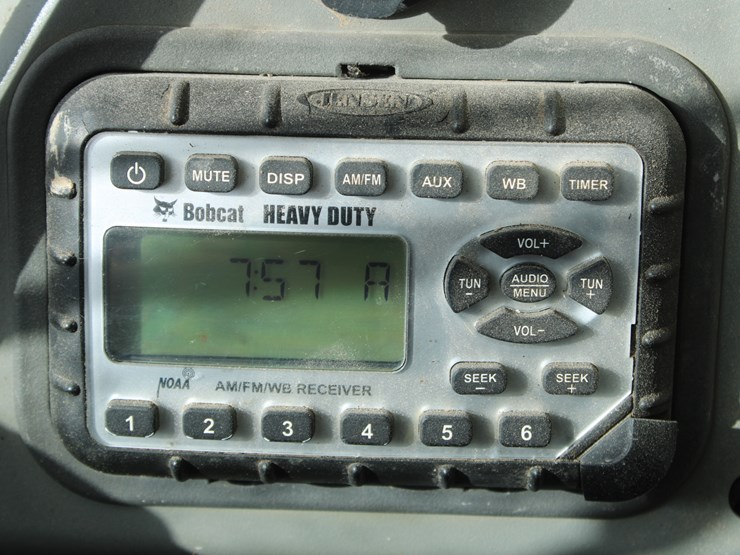 JENSEN
MUTE DISP AM/FM AUX WB TIMER
Bobcat HEAVY DUTY
7:57 A
VOL+
TUN - AUDIO MENU TUN +
VOL-
SEEK - SEEK +
NOAA AM/FM/WB RECEIVER
1 2 3 4 5 6